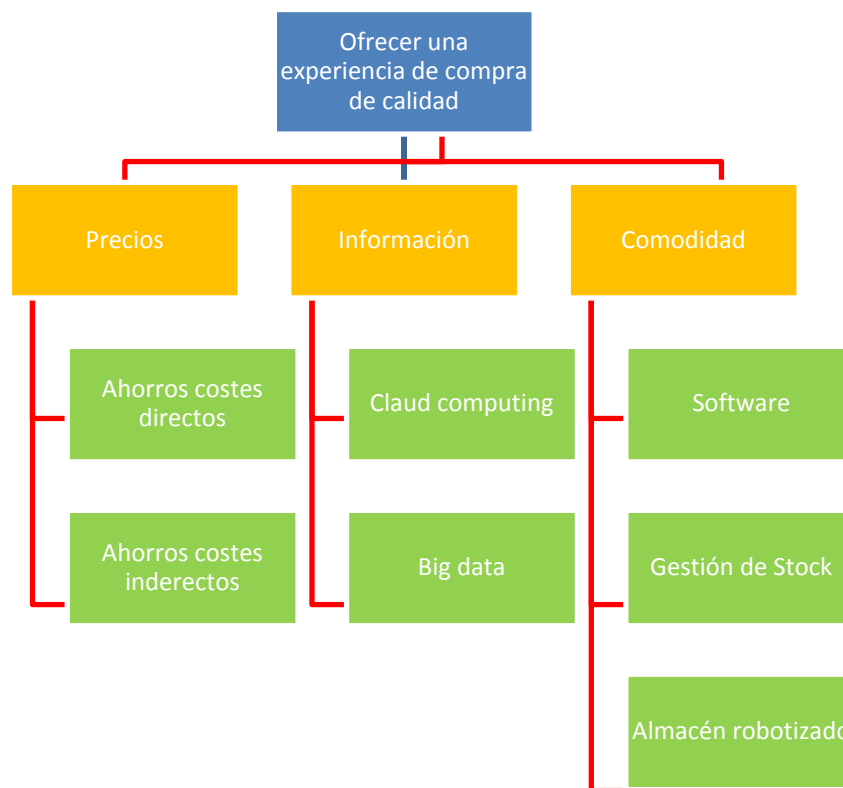 Ofrecer una
experiencia de compra
de calidad
Precios
Información
Comodidad
Ahorros costes
directos
Claud computing
Software
Ahorros costes
inderectos
Big data
Gestión de Stock
Almacén robotizado